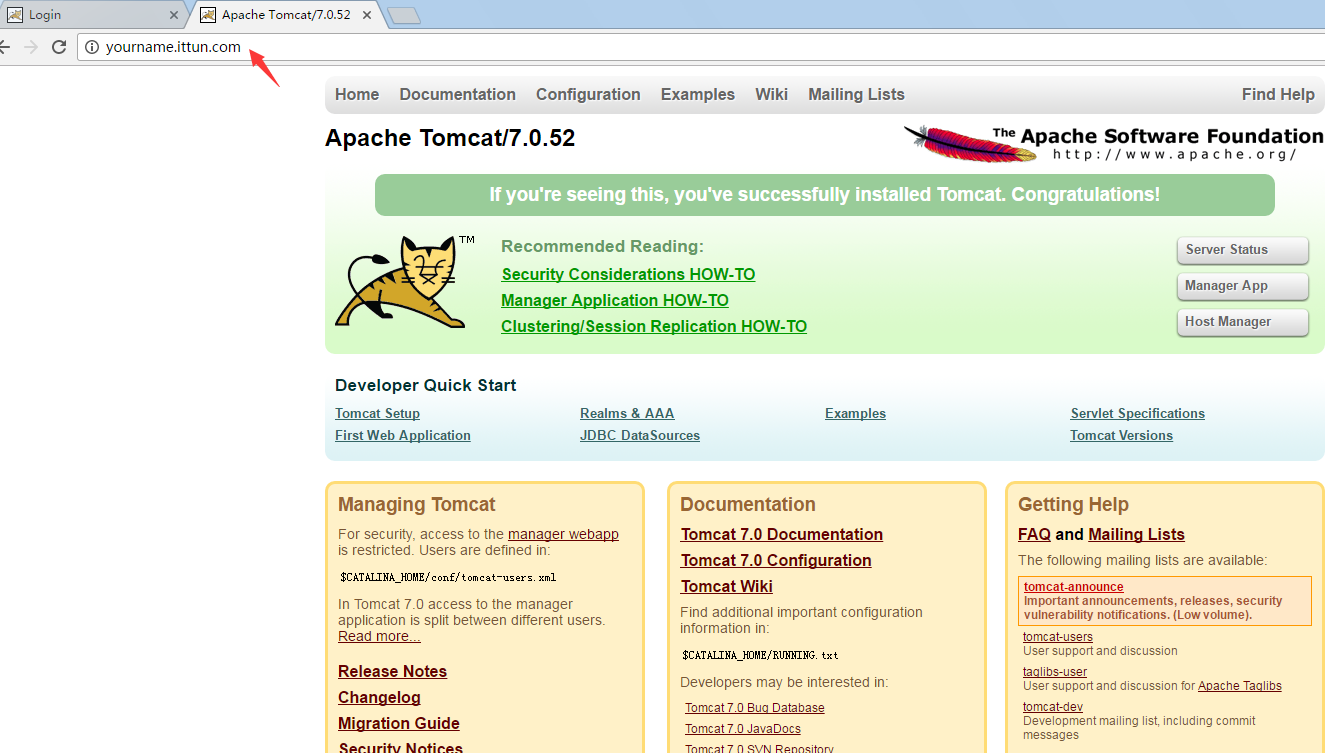 Login
Apache Tomcat/7.0.52
yourname.ittun.com
Home Documentation Configuration Examples Wiki Mailing Lists Find Help
Apache Tomcat/7.0.52
The Apache Software Foundation
http://www.apache.org/
If you're seeing this, you've successfully installed Tomcat. Congratulations!
TM
Recommended Reading:
Security Considerations HOW-TO
Manager Application HOW-TO
Clustering/Session Replication HOW-TO
Server Status
Manager App
Host Manager
Developer Quick Start
Tomcat Setup
First Web Application
Realms & AAA
JDBC DataSources
Examples
Servlet Specifications
Tomcat Versions
Managing Tomcat
For security, access to the manager webapp
is restricted. Users are defined in:
$CATALINA_HOME/conf/tomcat-users.xml
In Tomcat 7.0 access to the manager
application is split between different users.
Read more...
Release Notes
Changelog
Migration Guide
Security Notices
Documentation
Tomcat 7.0 Documentation
Tomcat 7.0 Configuration
Tomcat Wiki
Find additional important configuration
information in:
$CATALINA_HOME/RUNNING.txt
Developers may be interested in:
Tomcat 7.0 Bug Database
Tomcat 7.0 JavaDocs
Tomcat 7.0 SVN Repository
Getting Help
FAQ and Mailing Lists
The following mailing lists are available:
tomcat-announce
Important announcements, releases, security
vulnerability notifications. (Low volume).
tomcat-users
User support and discussion
taglibs-user
User support and discussion for Apache Taglibs
tomcat-dev
Development mailing list, including commit
messages